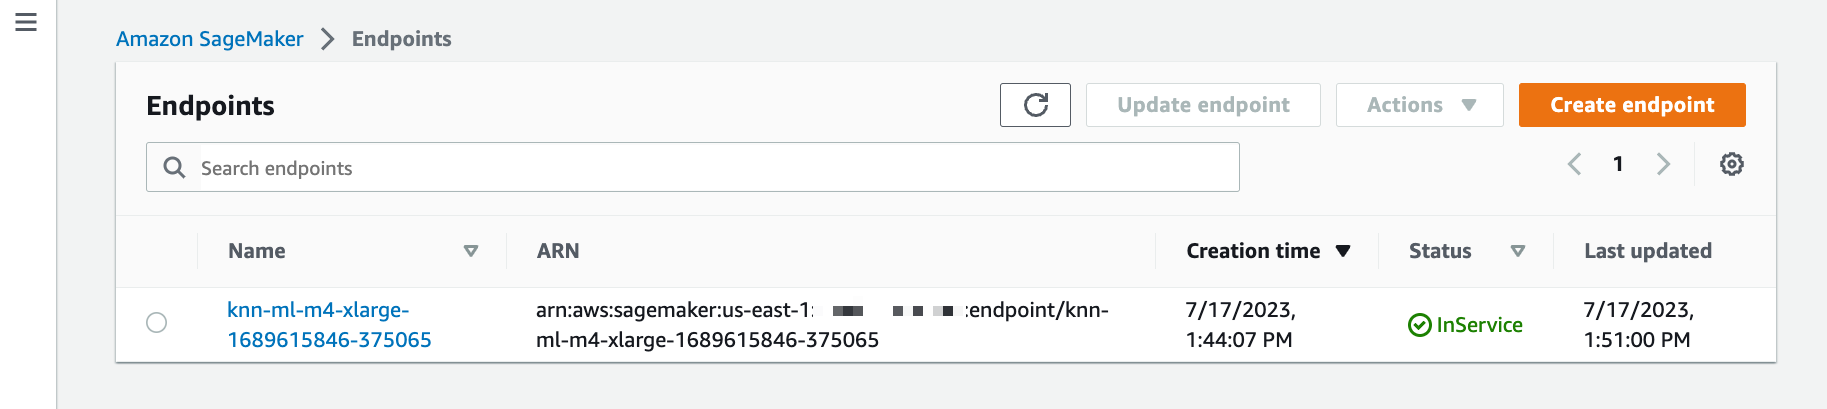 Amazon SageMaker > Endpoints
Endpoints
Update endpoint
Actions
Create endpoint
Search endpoints
1
Name
ARN
Creation time
Status
Last updated
knn-ml-m4-xlarge-
1689615846-375065
arn:aws:sagemaker:us-east-1: :endpoint/knn-
ml-m4-xlarge-1689615846-375065
7/17/2023,
1:44:07 PM
InService
7/17/2023,
1:51:00 PM